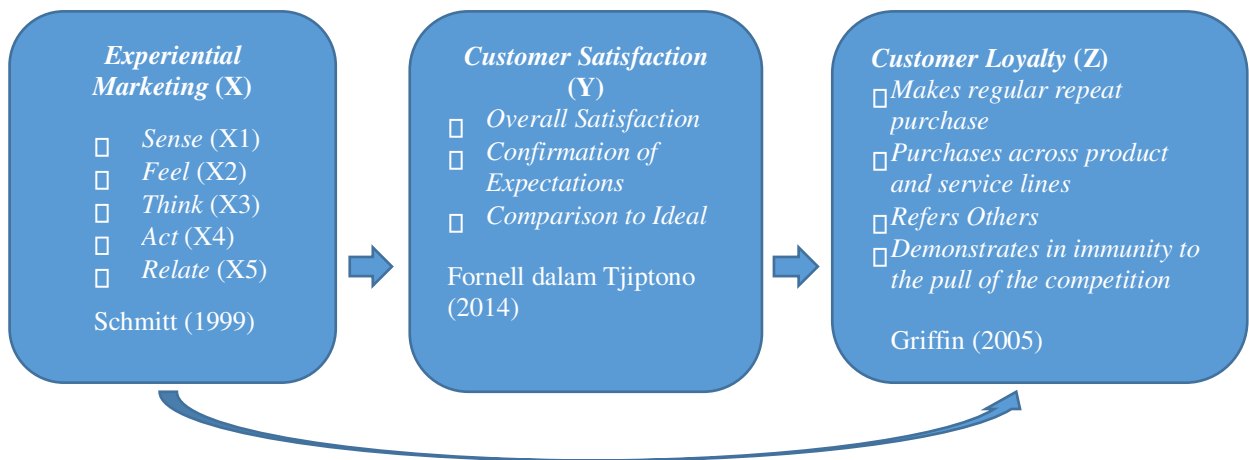 Experiential
Marketing (X)
▯ Sense (X1)
▯ Feel (X2)
▯ Think (X3)
▯ Act (X4)
▯ Relate (X5)
Schmitt (1999)
Customer Satisfaction
(Y)
▯ Overall Satisfaction
▯ Confirmation of
Expectations
▯ Comparison to Ideal
Fornell dalam Tjiptono
(2014)
Customer Loyalty (Z)
▯ Makes regular repeat
purchase
▯ Purchases across product
and service lines
▯ Refers Others
▯ Demonstrates in immunity to
the pull of the competition
Griffin (2005)